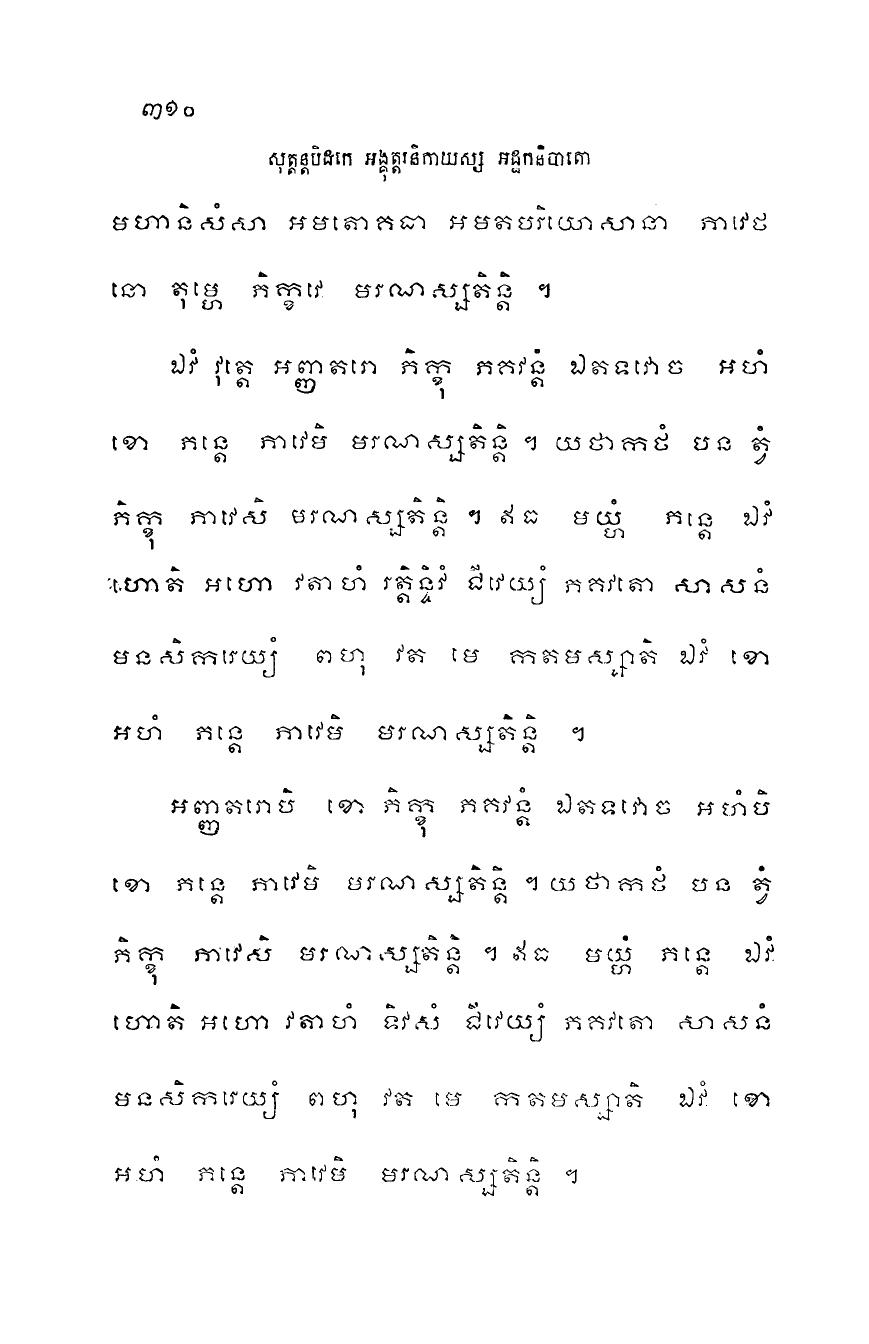 ៣១០
សុត្តន្តបិដកេ អង្គុត្តរនិកាយស្ស អដ្ឋកនិបាតោ
មហានិសំសា អមតោគធា អមតបរិយោសានា ភាវេថ
នោ តុម្ហេ ភិក្ខវេ មរណស្សតិន្តិ ។
ឯវំ វុត្តេ អញ្ញតរោ ភិក្ខុ ភគវន្តំ ឯតទវោច អហំ
ខោ ភន្តេ ភាវេមិ មរណស្សតិន្តិ ។ យថាកថំ បន ត្វំ
ភិក្ខុ ភាវេសិ មរណស្សតិន្តិ ។ ឥធ មយ្ហំ ភន្តេ ឯវំ
ហោតិ អហោ វតាហំ រត្តិន្ទិវំ ជីវេយ្យំ ភគវតោ សាសនំ
មនសិករេយ្យំ ពហុ វត មេ កតមស្សាតិ ឯវំ ខោ
អហំ ភន្តេ ភាវេមិ មរណស្សតិន្តិ ។
អញ្ញតរោបិ ខោ ភិក្ខុ ភគវន្តំ ឯតទវោច អហំបិ
ខោ ភន្តេ ភាវេមិ មរណស្សតិន្តិ ។ យថាកថំ បន ត្វំ
ភិក្ខុ ភាវេសិ មរណស្សតិន្តិ ។ ឥធ មយ្ហំ ភន្តេ ឯវំ
ហោតិ អហោ វតាហំ ទិវសំ ជីវេយ្យំ ភគវតោ សាសនំ
មនសិករេយ្យំ ពហុ វត មេ កតមស្សាតិ ឯវំ ខោ
អហំ ភន្តេ ភាវេមិ មរណស្សតិន្តិ ។